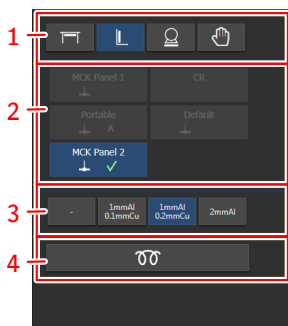 1
2
MCK Panel 1
CR
Portable
A
Default
MCK Panel 2
3
-
1mmAl
0.1mmCu
1mmAl
0.2mmCu
2mmAl
4